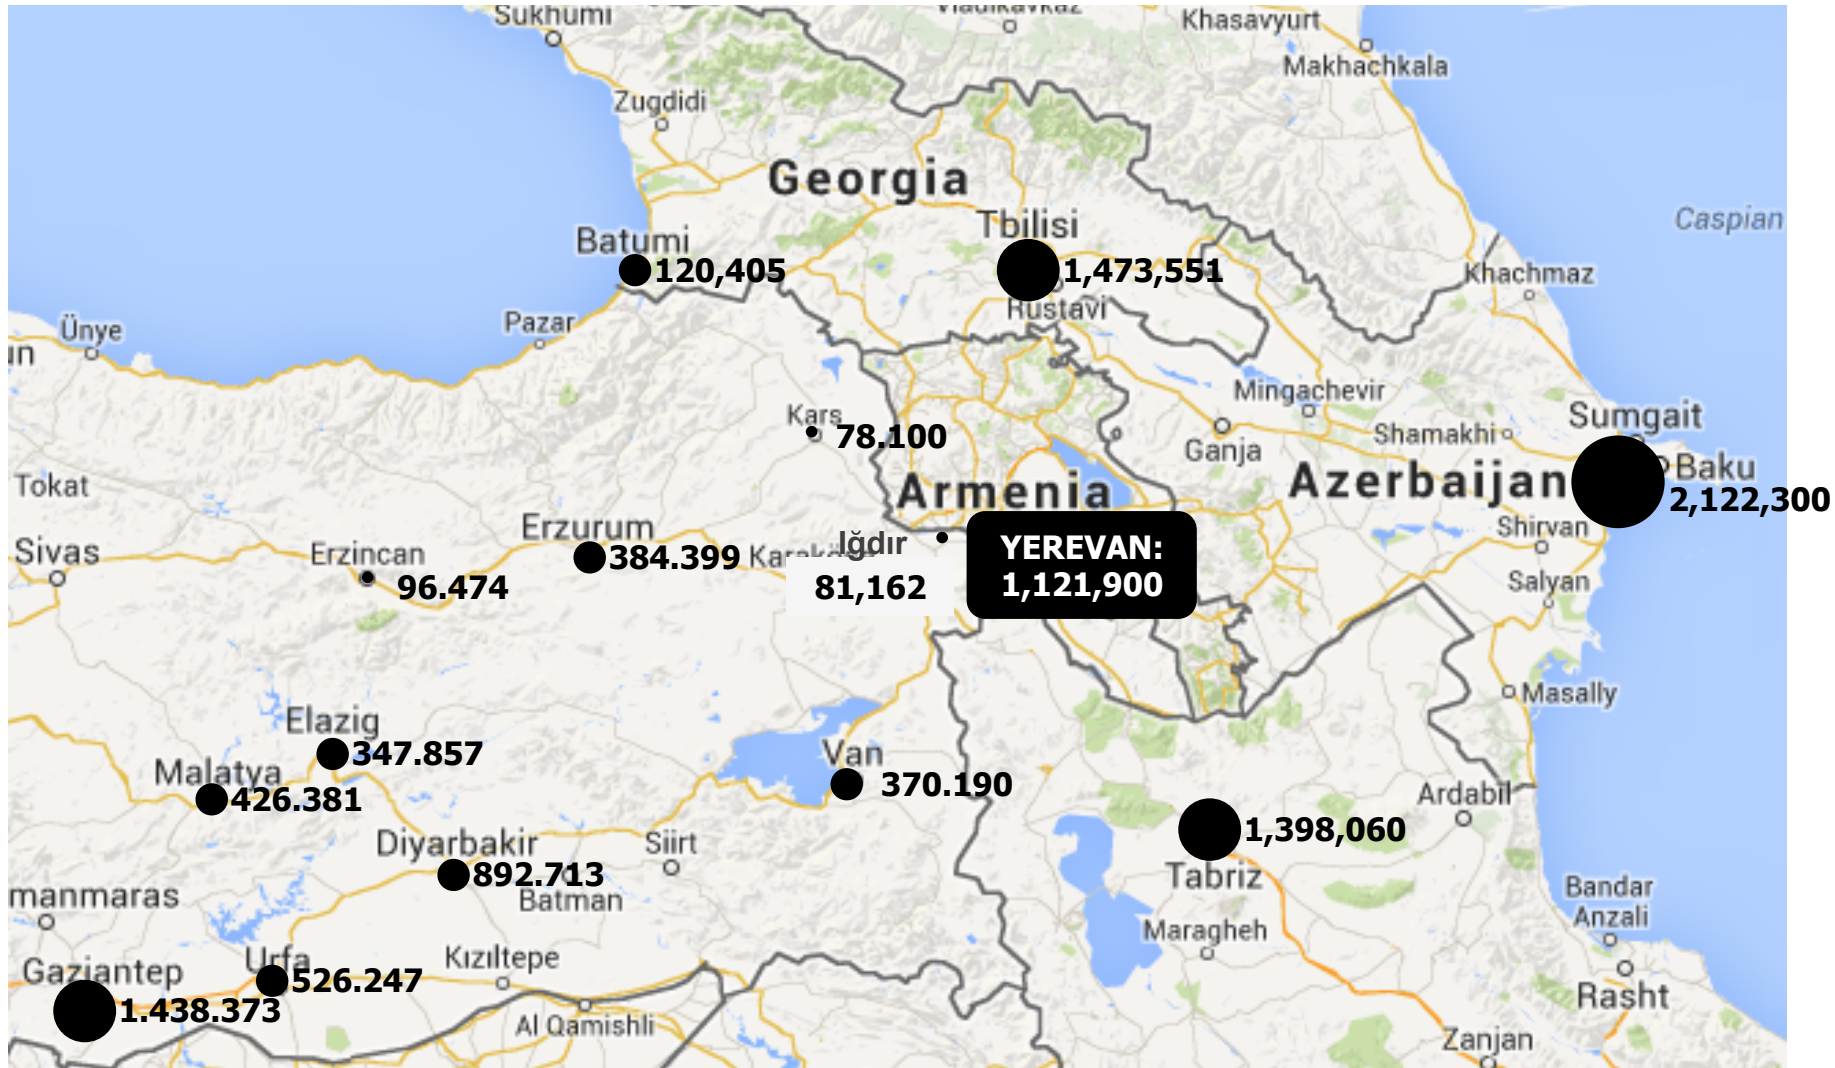 Sukhumi
Vladikavkaz
Khasavyurt
Makhachkala
Zugdidi
Georgia
Tbilisi
Caspian
Batumi
120,405
1,473,551
Khachmaz
Rustavi
Pazar
Ünye
un
Mingachevir
Kars
78.100
Sumgait
Shamakhi
Ganja
Azerbaijan
Baku
2,122,300
Tokat
Armenia
Erzurum
384.399
Shirvan
Sivas
Erzincan
96.474
Iğdır
81,162
YEREVAN:
1,121,900
Salyan
Masally
Elazig
347.857
Malatya
426.381
Van
370.190
Ardabil
1,398,060
Tabriz
Diyarbakir
892.713
Siirt
Batman
manmaras
Bandar
Anzali
Maragheh
Gaziantep
1.438.373
Urfa
526.247
Kızıltepe
Al Qamishli
Rasht
Zanjan